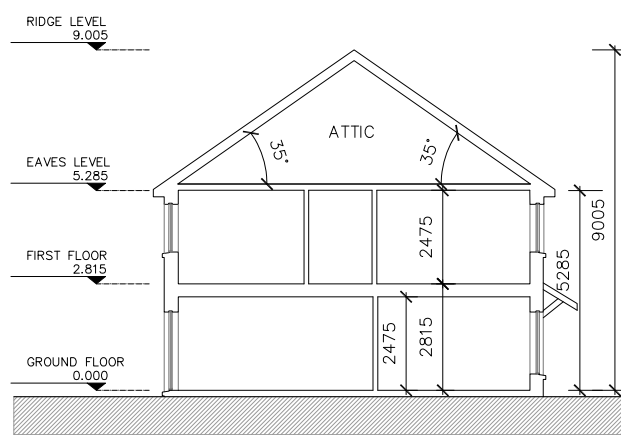 RIDGE LEVEL
9.005
ATTIC
35°
35°
EAVES LEVEL
5.285
9005
2475
5285
FIRST FLOOR
2.815
2475
2815
GROUND FLOOR
0.000